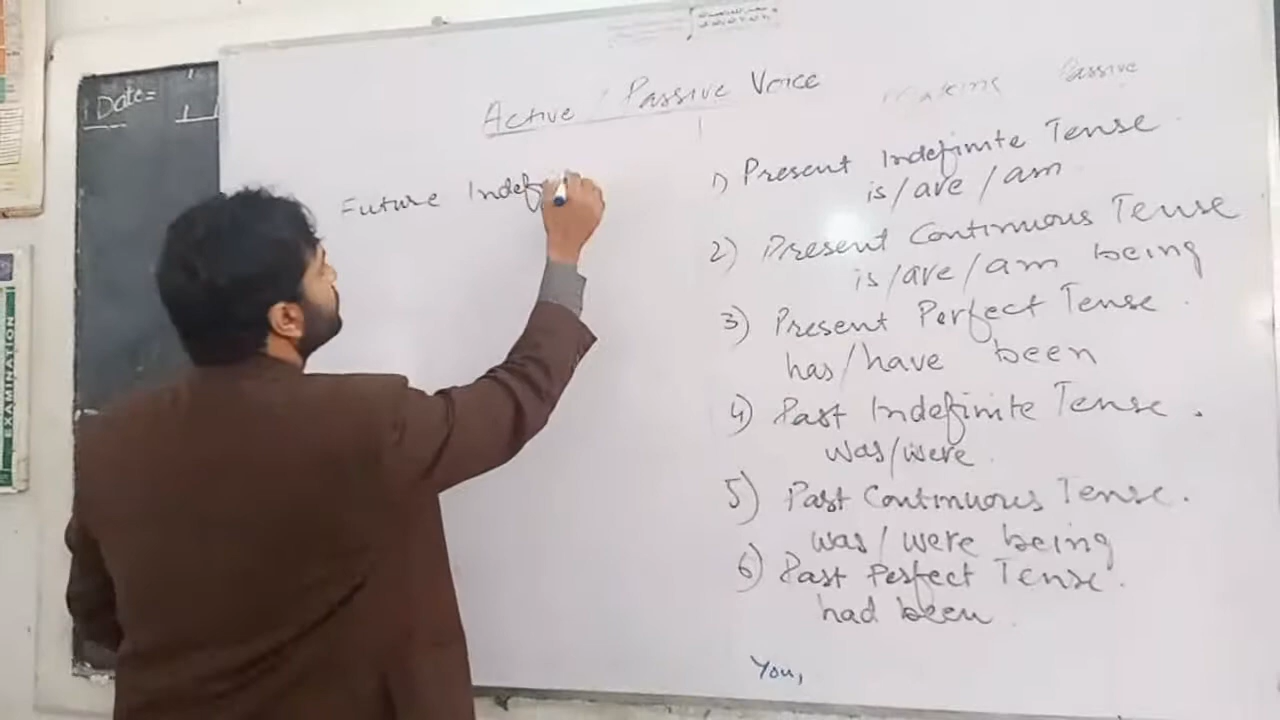 Date=
Active Passive Voice
making Passive
Future Indef
1) Present Indefinite Tense
is/are/am
2) Present Continuous Tense
is/are/am being
3) Present Perfect Tense
has/have been
4) Past Indefinite Tense.
was/were
5) Past Continuous Tense.
was/were being
6) Past Perfect Tense.
had been
You,
EXAMINATION